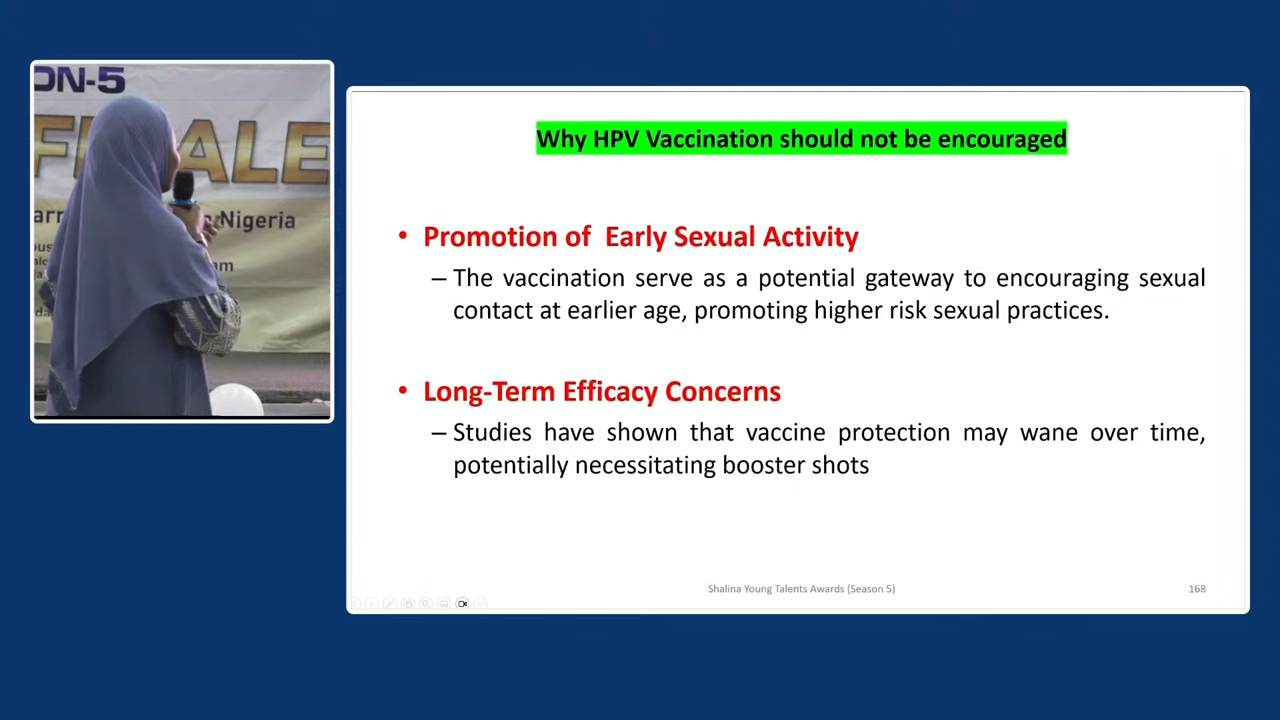 ON-5
ALE
Nigeria
Why HPV Vaccination should not be encouraged
• Promotion of Early Sexual Activity
– The vaccination serve as a potential gateway to encouraging sexual
contact at earlier age, promoting higher risk sexual practices.
• Long-Term Efficacy Concerns
– Studies have shown that vaccine protection may wane over time,
potentially necessitating booster shots
Shalina Young Talents Awards (Season 5)
168